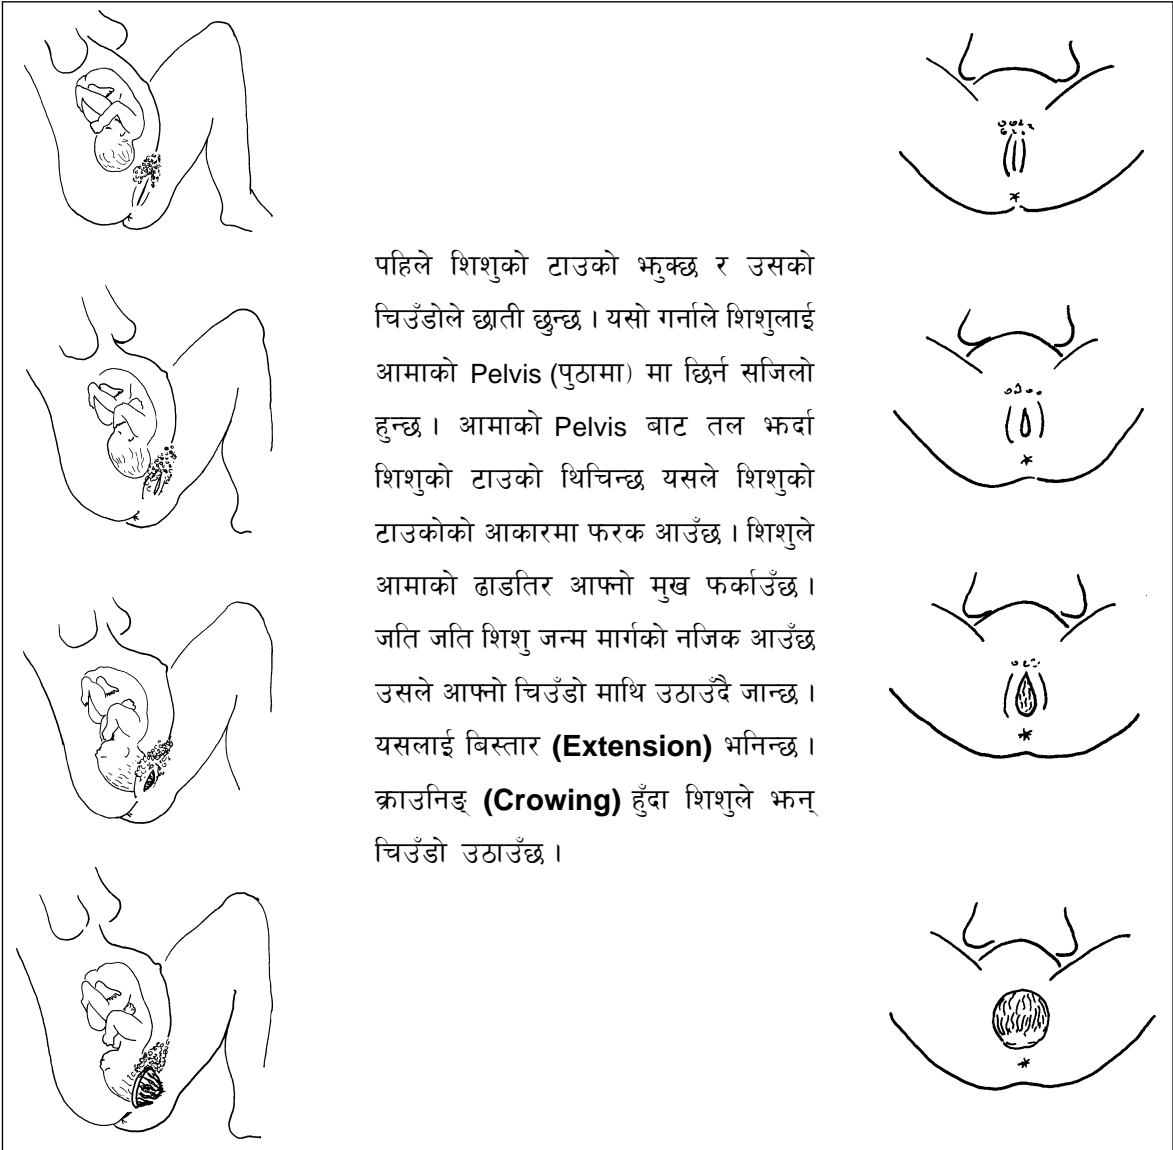 पहिले शिशुको टाउको झुक्छ र उसको
चिउँडोले छाती छुन्छ । यसो गर्नाले शिशुलाई
आमाको Pelvis (पुठामा) मा छिर्न सजिलो
हुन्छ । आमाको Pelvis बाट तल झर्दा
शिशुको टाउको थिचिन्छ यसले शिशुको
टाउकोको आकारमा फरक आउँछ । शिशुले
आमाको ढाडतिर आफ्नो मुख फर्काउँछ ।
जति जति शिशु जन्म मार्गको नजिक आउँछ
उसले आफ्नो चिउँडो माथि उठाउँदै जान्छ ।
यसलाई बिस्तार (Extension) भनिन्छ ।
क्राउनिङ् (Crowing) हुँदा शिशुले झन्
चिउँडो उठाउँछ ।